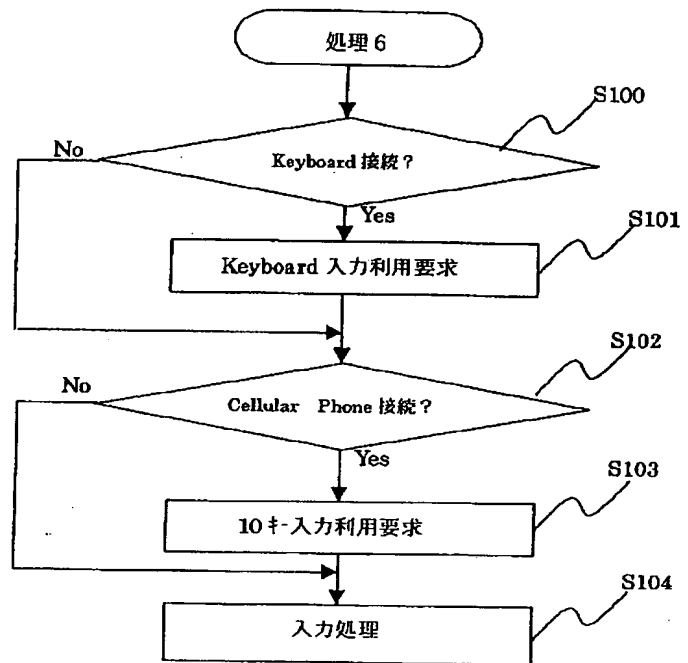 処理6
S100
No
Keyboard 接続?
Yes
S101
Keyboard 入力利用要求
S102
No
Cellular Phone 接続?
Yes
S103
10ｷｰ入力利用要求
S104
入力処理